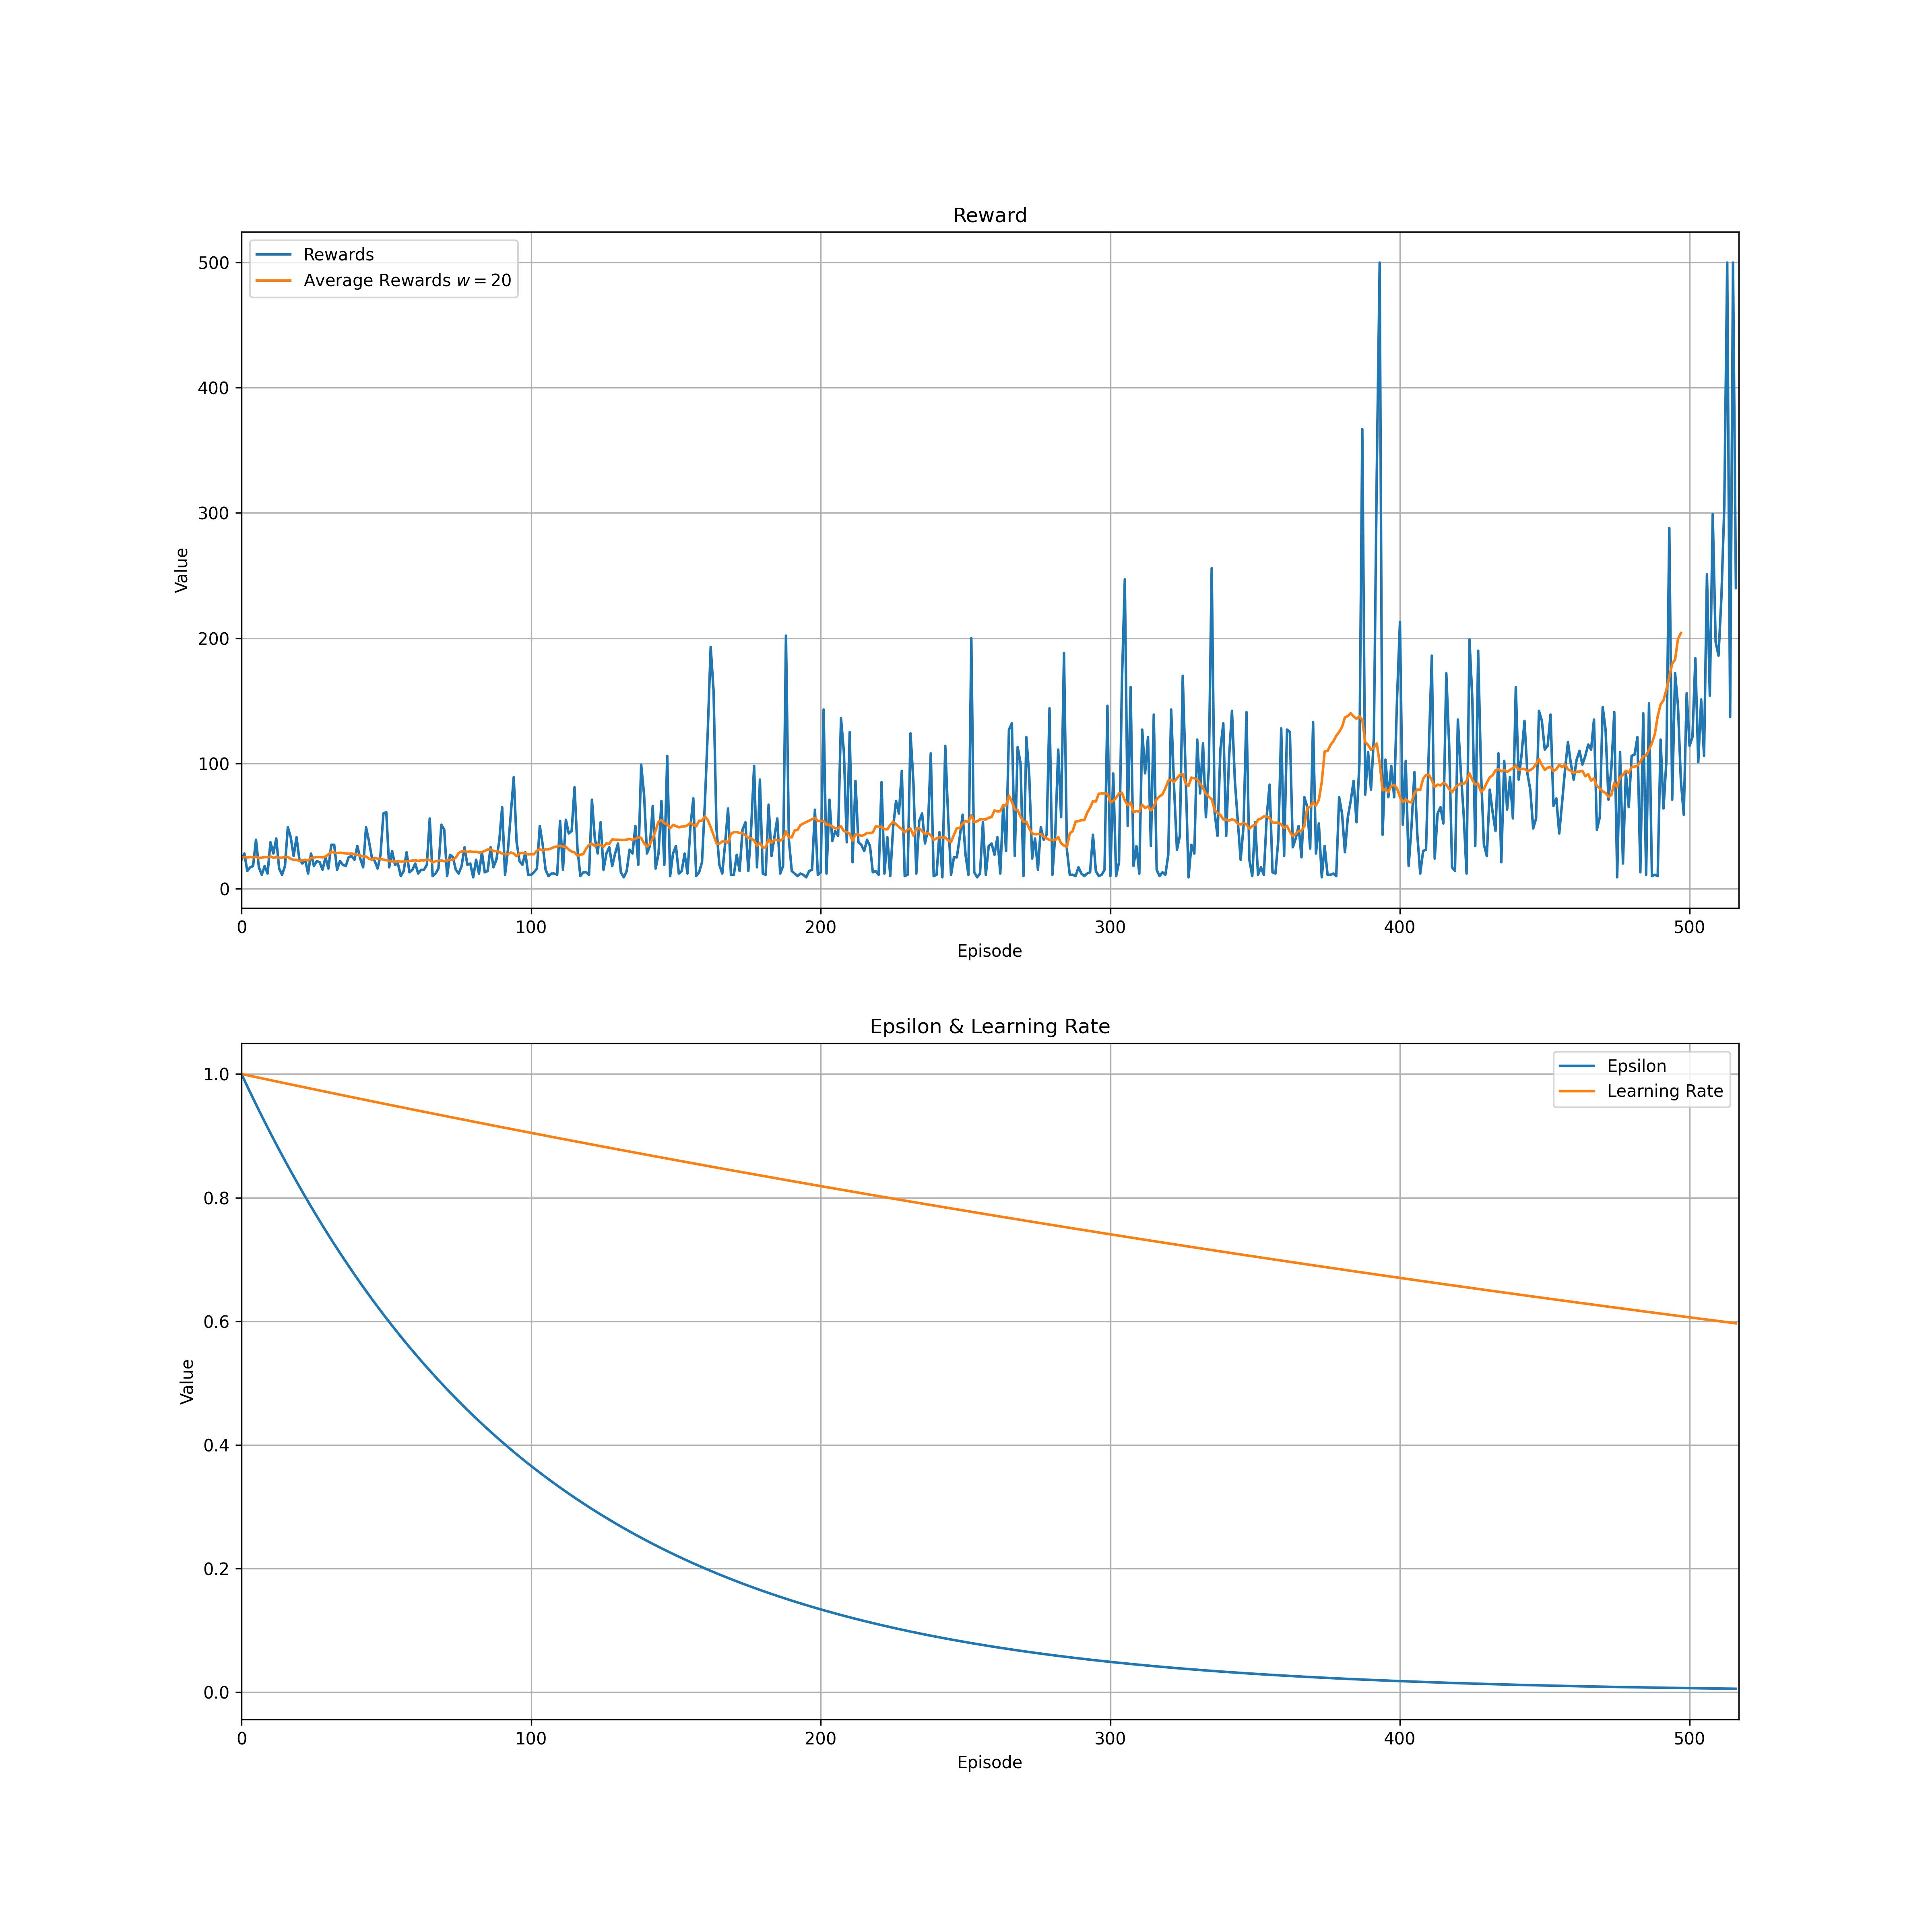 Reward
Rewards
Average Rewards w = 20
500
400
300
200
100
0
Value
0 100 200 300 400 500
Episode
Epsilon & Learning Rate
Epsilon
Learning Rate
1.0
0.8
0.6
0.4
0.2
0.0
Value
0 100 200 300 400 500
Episode